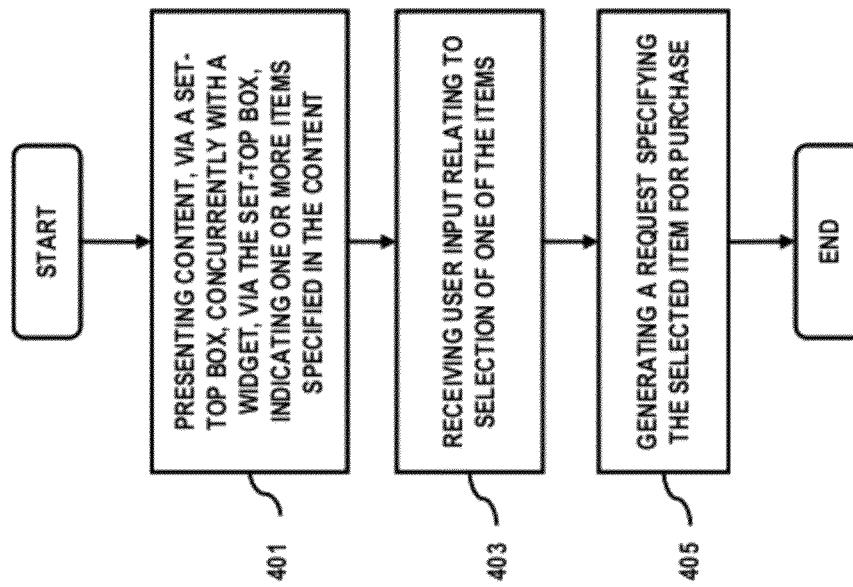 START
PRESENTING CONTENT, VIA A SET-
TOP BOX, CONCURRENTLY WITH A
WIDGET, VIA THE SET-TOP BOX,
INDICATING ONE OR MORE ITEMS
SPECIFIED IN THE CONTENT
401
RECEIVING USER INPUT RELATING TO
SELECTION OF ONE OF THE ITEMS
403
GENERATING A REQUEST SPECIFYING
THE SELECTED ITEM FOR PURCHASE
405
END